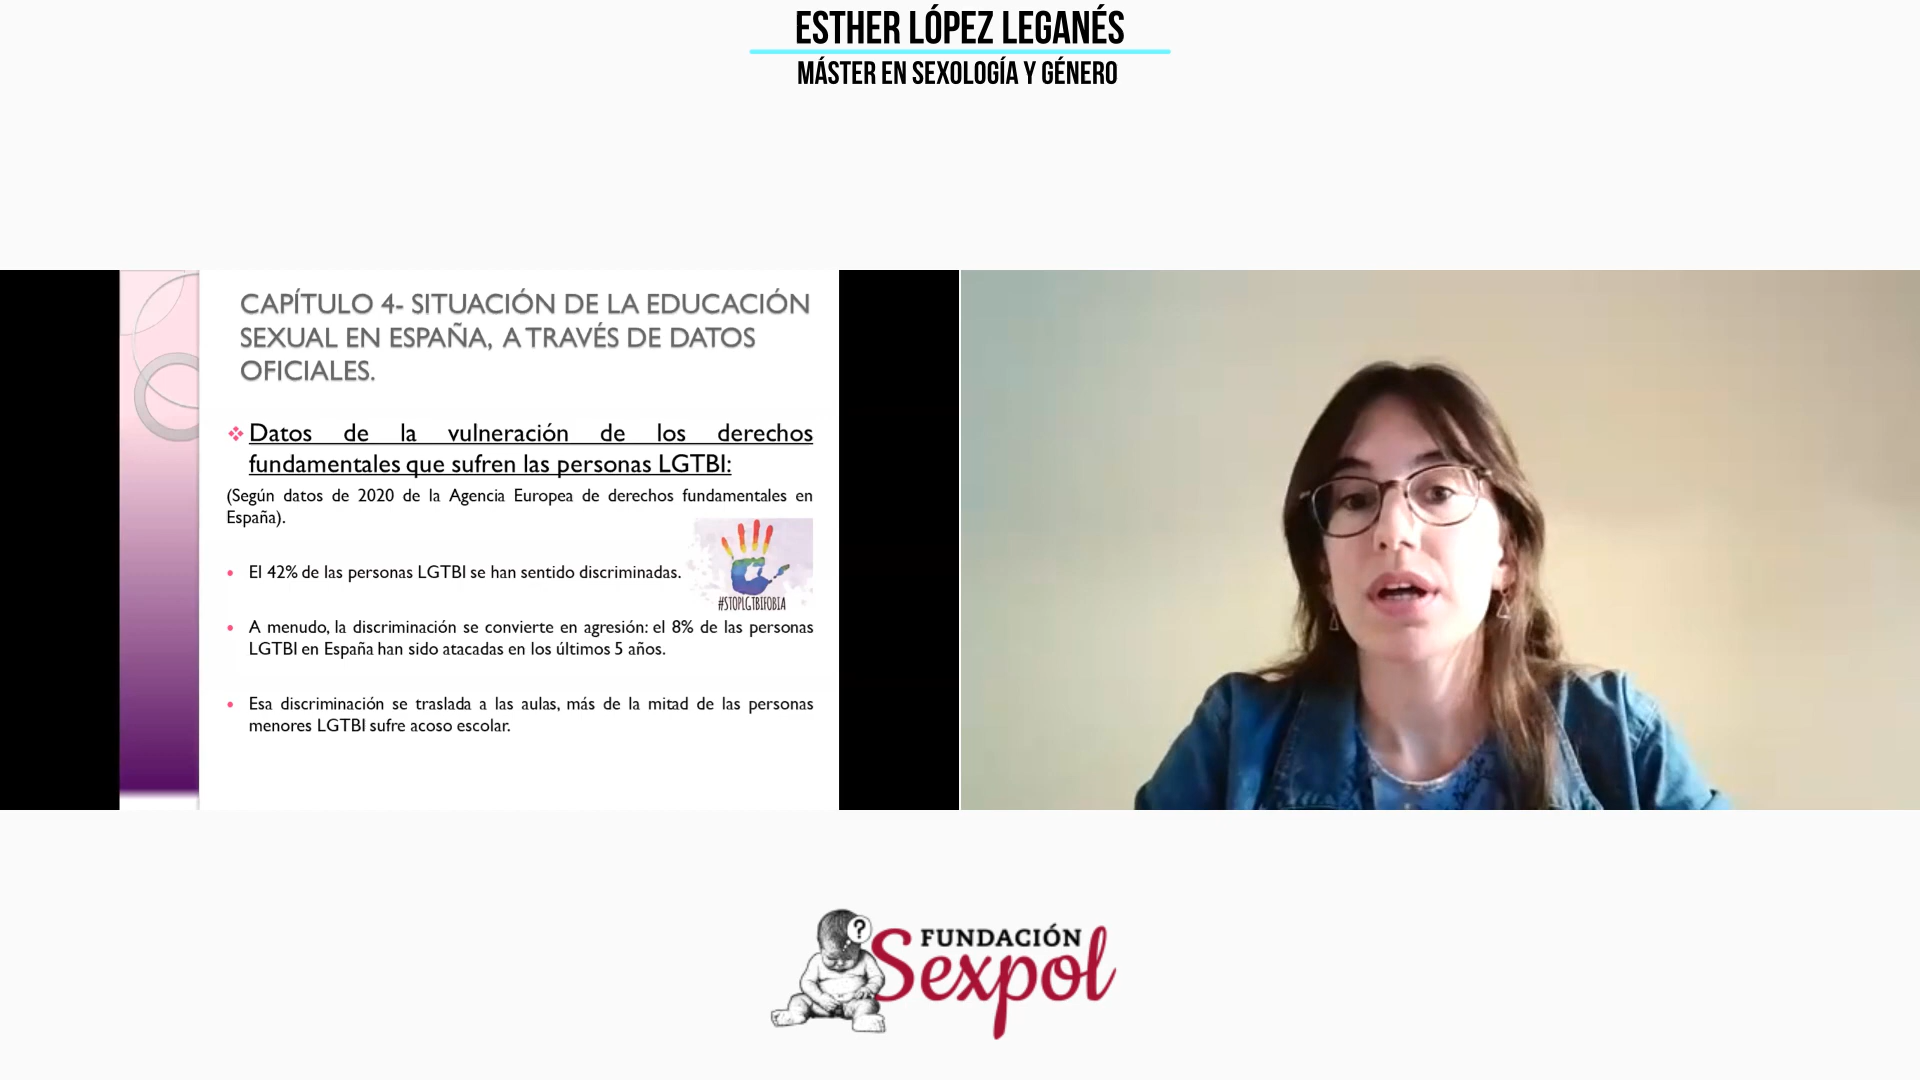 ESTHER LÓPEZ LEGANÉS
MÁSTER EN SEXOLOGÍA Y GÉNERO
CAPÍTULO 4- SITUACIÓN DE LA EDUCACIÓN
SEXUAL EN ESPAÑA, A TRAVÉS DE DATOS
OFICIALES.
Datos de la vulneración de los derechos
fundamentales que sufren las personas LGTBI:
(Según datos de 2020 de la Agencia Europea de derechos fundamentales en
España).
• El 42% de las personas LGTBI se han sentido discriminadas.
#STOPLGTBIFOBIA
• A menudo, la discriminación se convierte en agresión: el 8% de las personas
LGTBI en España han sido atacadas en los últimos 5 años.
• Esa discriminación se traslada a las aulas, más de la mitad de las personas
menores LGTBI sufre acoso escolar.
?
FUNDACIÓN
Sexpol